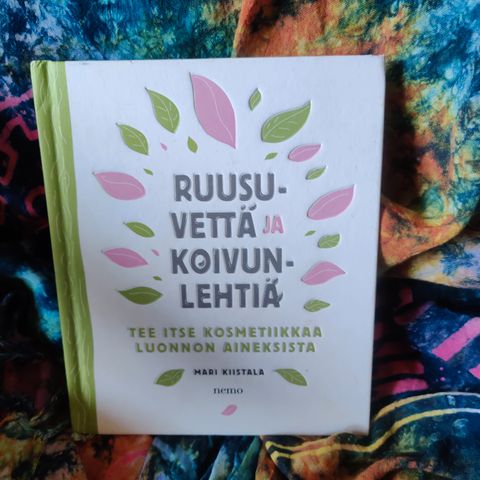 RUUSU-
VETTÄ JA
KOIVUN-
LEHTIÄ
TEE ITSE KOSMETIIKKAA
LUONNON AINEKSISTA
MARI KIISTALA
nemo